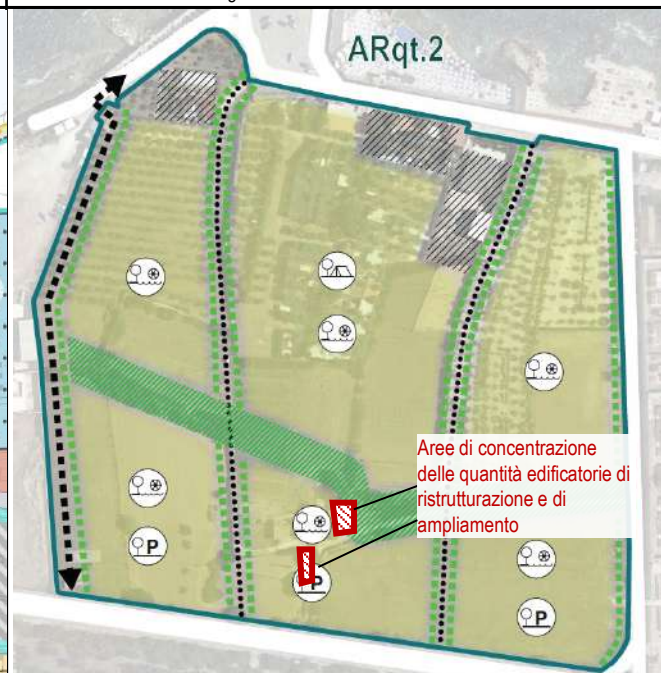 ARqt.2
Aree di concentrazione
delle quantità edificatorie di
ristrutturazione e di
ampliamento
P
P
P